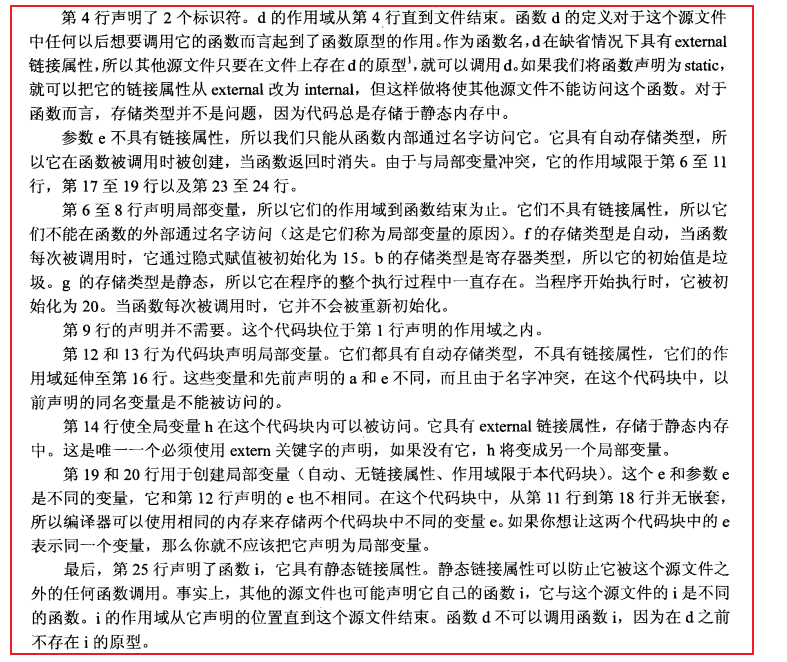 第 4 行声明了 2 个标识符。d 的作用域从第 4 行直到文件结束。函数 d 的定义对于这个源文件
中任何以后想要调用它的函数而言起到了函数原型的作用。作为函数名,d在缺省情况下具有external
链接属性,所以其他源文件只要在文件上存在d的原型¹,就可以调用d。如果我们将函数声明为static,
就可以把它的链接属性从 external 改为 internal，但这样做将使其他源文件不能访问这个函数。对于
函数而言，存储类型并不是问题，因为代码总是存储于静态内存中。
参数 e 不具有链接属性，所以我们只能从函数内部通过名字访问它。它具有自动存储类型，所
以它在函数被调用时被创建，当函数返回时消失。由于与局部变量冲突，它的作用域限于第 6 至 11
行，第 17 至 19 行以及第 23 至 24 行。
第 6 至 8 行声明局部变量，所以它们的作用域到函数结束为止。它们不具有链接属性，所以它
们不能在函数的外部通过名字访问（这是它们称为局部变量的原因）。f 的存储类型是自动，当函数
每次被调用时，它通过隐式赋值被初始化为 15。b 的存储类型是寄存器类型，所以它的初始值是垃
圾。g 的存储类型是静态，所以它在程序的整个执行过程中一直存在。当程序开始执行时，它被初
始化为 20。当函数每次被调用时，它并不会被重新初始化。
第 9 行的声明并不需要。这个代码块位于第 1 行声明的作用域之内。
第 12 和 13 行为代码块声明局部变量。它们都具有自动存储类型，不具有链接属性，它们的作
用域延伸至第 16 行。这些变量和先前声明的 a 和 e 不同，而且由于名字冲突，在这个代码块中，以
前声明的同名变量是不能被访问的。
第 14 行使全局变量 h 在这个代码块内可以被访问。它具有 external 链接属性，存储于静态内存
中。这是唯一一个必须使用 extern 关键字的声明，如果没有它，h 将变成另一个局部变量。
第 19 和 20 行用于创建局部变量（自动、无链接属性、作用域限于本代码块）。这个 e 和参数 e
是不同的变量，它和第 12 行声明的 e 也不相同。在这个代码块中，从第 11 行到第 18 行并无嵌套，
所以编译器可以使用相同的内存来存储两个代码块中不同的变量 e。如果你想让这两个代码块中的 e
表示同一个变量，那么你就不应该把它声明为局部变量。
最后，第 25 行声明了函数 i，它具有静态链接属性。静态链接属性可以防止它被这个源文件之
外的任何函数调用。事实上，其他的源文件也可能声明它自己的函数 i，它与这个源文件的 i 是不同
的函数。i 的作用域从它声明的位置直到这个源文件结束。函数 d 不可以调用函数 i，因为在 d 之前
不存在 i 的原型。